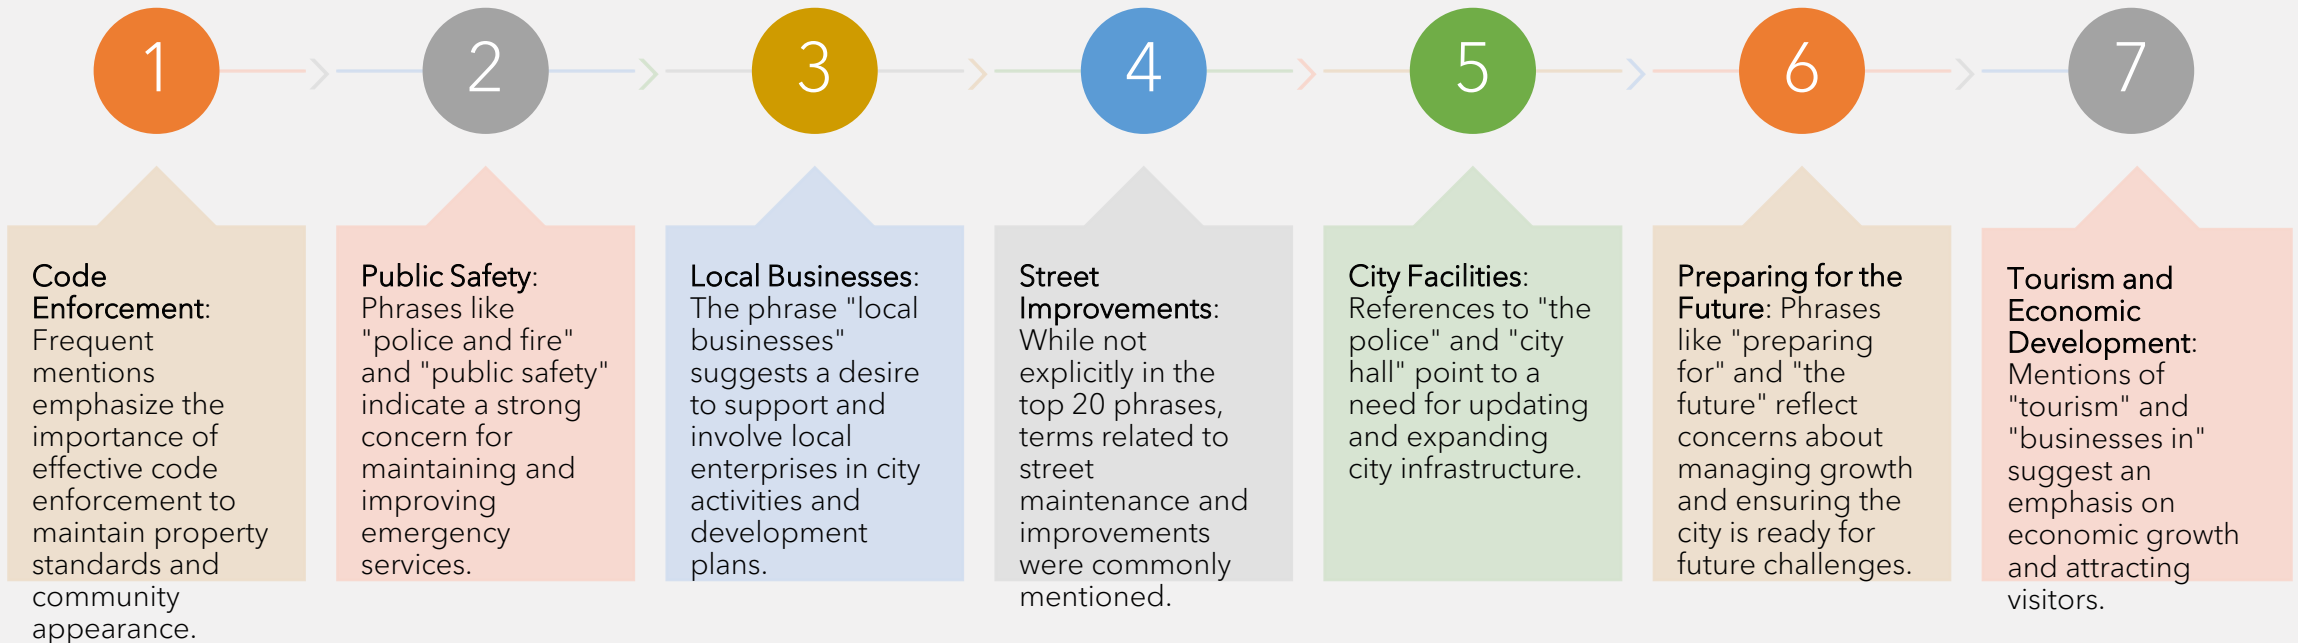 1
2
3
4
5
6
7
Code
Enforcement:
Frequent
mentions
emphasize the
importance of
effective code
enforcement to
maintain property
standards and
community
appearance.
Public Safety:
Phrases like
"police and fire"
and "public safety"
indicate a strong
concern for
maintaining and
improving
emergency
services.
Local Businesses:
The phrase "local
businesses"
suggests a desire
to support and
involve local
enterprises in city
activities and
development
plans.
Street
Improvements:
While not
explicitly in the
top 20 phrases,
terms related to
street
maintenance and
improvements
were commonly
mentioned.
City Facilities:
References to "the
police" and "city
hall" point to a
need for updating
and expanding
city infrastructure.
Preparing for the
Future: Phrases
like "preparing
for" and "the
future" reflect
concerns about
managing growth
and ensuring the
city is ready for
future challenges.
Tourism and
Economic
Development:
Mentions of
"tourism" and
"businesses in"
suggest an
emphasis on
economic growth
and attracting
visitors.